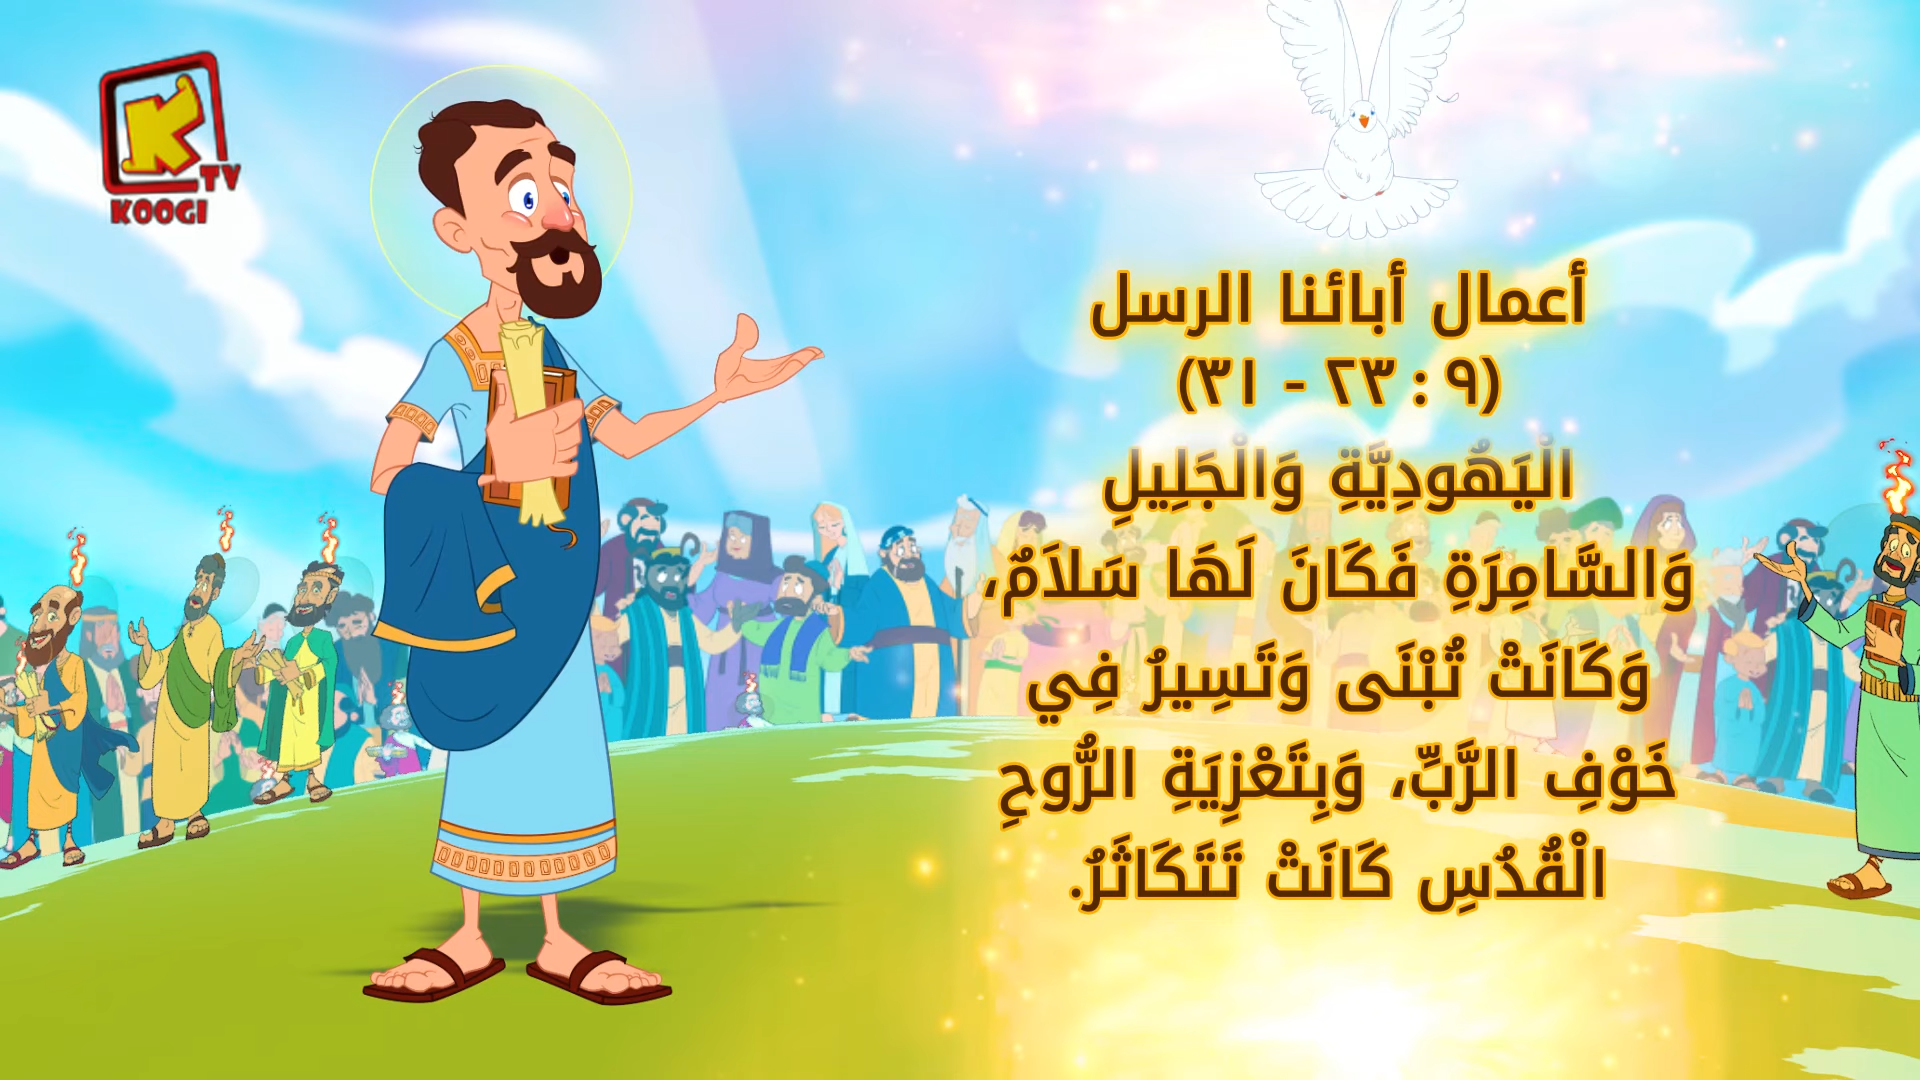 K
TV
KOOGI
أعمال أبائنا الرسل
(٩ : ٢٣ - ٣١)
الْيَهُودِيَّةِ وَالْجَلِيلِ
وَالسَّامِرَةِ فَكَانَ لَهَا سَلاَمٌ،
وَكَانَتْ تُبْنَى وَتَسِيرُ فِي
خَوْفِ الرَّبِّ، وَبِتَعْزِيَةِ الرُّوحِ
الْقُدُسِ كَانَتْ تَتَكَاثَرُ.